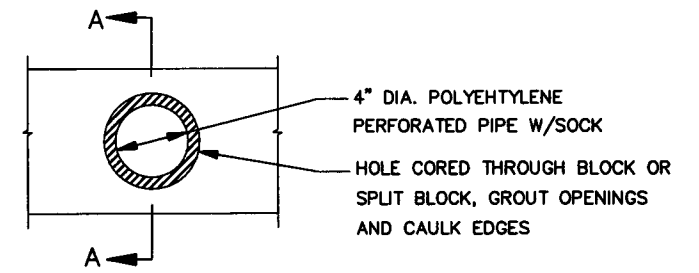 A
4" DIA. POLYEHTYLENE
PERFORATED PIPE W/SOCK
HOLE CORED THROUGH BLOCK OR
SPLIT BLOCK, GROUT OPENINGS
AND CAULK EDGES
A